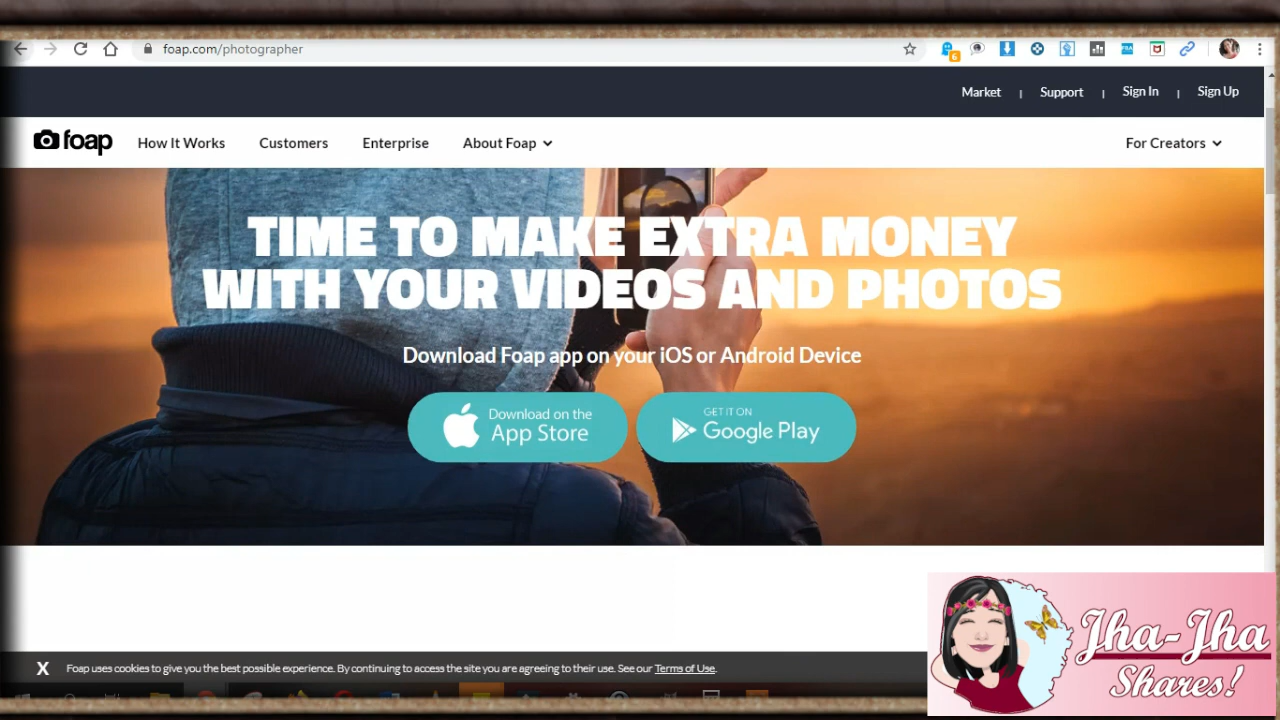 foap.com/photographer
6
Market | Support | Sign In | Sign Up
foap How It Works Customers Enterprise About Foap For Creators
TIME TO MAKE EXTRA MONEY
WITH YOUR VIDEOS AND PHOTOS
Download Foap app on your iOS or Android Device
Download on the
App Store
GET IT ON
Google Play
X Foap uses cookies to give you the best possible experience. By continuing to access the site you are agreeing to their use. See our Terms of Use.
Jha-Jha
Shares!